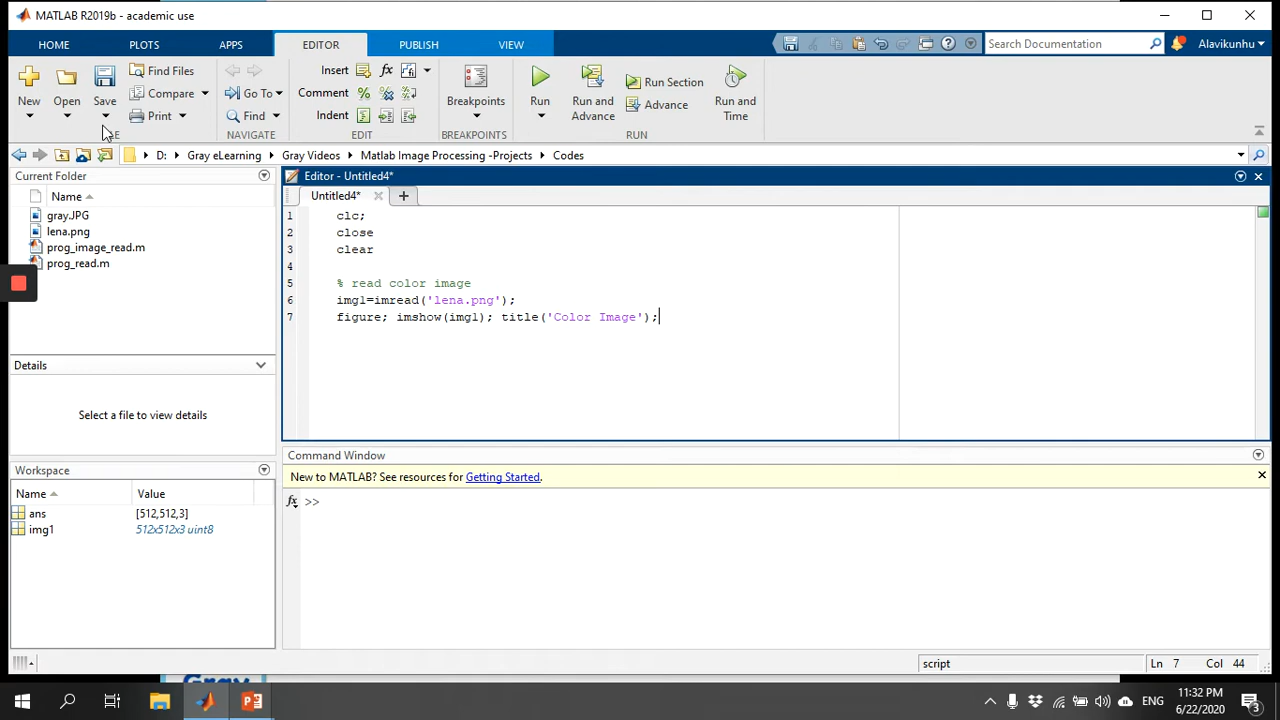 MATLAB R2019b - academic use
HOME PLOTS APPS EDITOR PUBLISH VIEW Search Documentation Alavikunhu
New Open Save Find Files Compare Print
FILE
Go To Find
NAVIGATE
Insert fx
Comment
Indent
EDIT
Breakpoints
BREAKPOINTS
Run Run and Advance Run Section Advance Run and Time
RUN
D: Gray eLearning Gray Videos Matlab Image Processing -Projects Codes
Current Folder
Name
gray.JPG
lena.png
prog_image_read.m
prog_read.m
Details
Select a file to view details
Workspace
Name Value
ans [512,512,3]
img1 512x512x3 uint8
Editor - Untitled4*
Untitled4*
1 clc;
2 close
3 clear
4
5 % read color image
6 img1=imread('lena.png');
7 figure; imshow(img1); title('Color Image');
Command Window
New to MATLAB? See resources for Getting Started.
fx >>
script Ln 7 Col 44
Gray
ENG 11:32 PM
6/22/2020
3